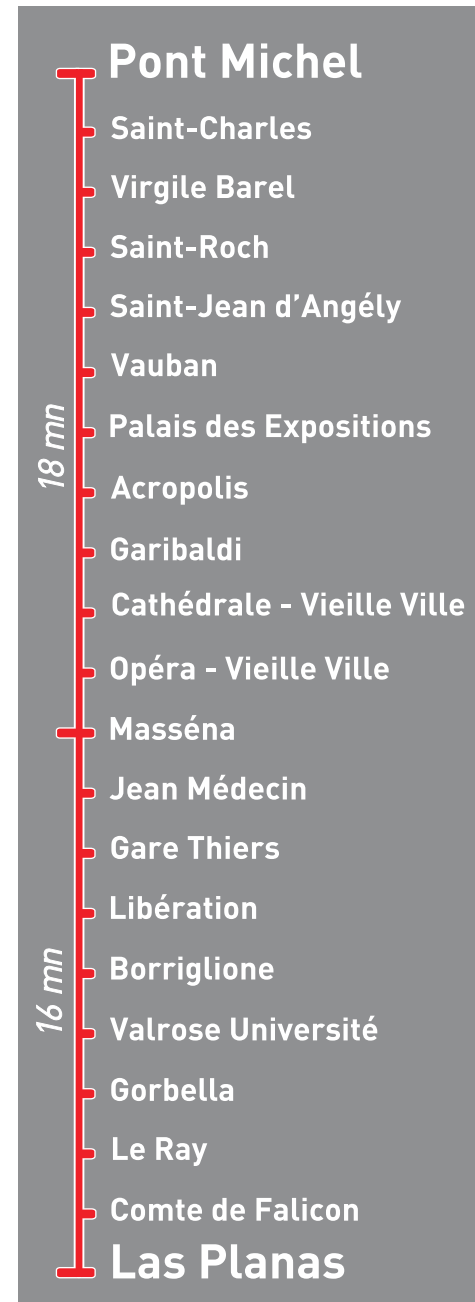 Pont Michel
Saint-Charles
Virgile Barel
Saint-Roch
Saint-Jean d'Angély
Vauban
18 mn
Palais des Expositions
Acropolis
Garibaldi
Cathédrale - Vieille Ville
Opéra - Vieille Ville
Masséna
Jean Médecin
Gare Thiers
Libération
Borriglione
16 mn
Valrose Université
Gorbella
Le Ray
Comte de Falicon
Las Planas